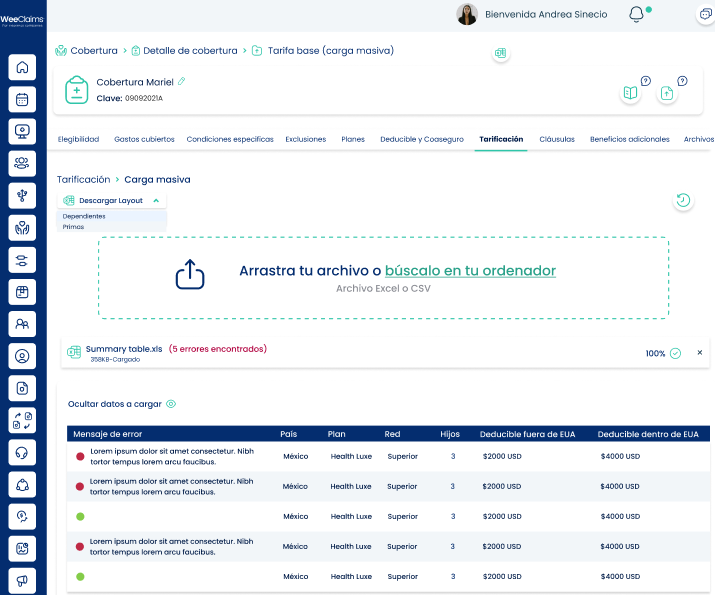 WeeClaims
Bienvenida Andrea Sinecio
Cobertura > Detalle de cobertura > Tarifa base (carga masiva)
Cobertura Mariel
Clave: 09092021A
? ?
Elegibilidad Gastos cubiertos Condiciones especificas Exclusiones Planes Deducible y Coaseguro Tarificación Cláusulas Beneficios adicionales Archivos
Tarificación > Carga masiva
Descargar Layout
Dependientes
Primas
Arrastra tu archivo o búscalo en tu ordenador
Archivo Excel o CSV
Summary table.xls (5 errores encontrados)
358KB-Cargado
100% ×
Ocultar datos a cargar
Mensaje de error País Plan Red Hijos Deducible fuera de EUA Deducible dentro de EUA
Lorem ipsum dolor sit amet consectetur. Nibh
tortor tempus lorem arcu faucibus.
México Health Luxe Superior 3 $2000 USD $4000 USD
Lorem ipsum dolor sit amet consectetur. Nibh
tortor tempus lorem arcu faucibus.
México Health Luxe Superior 3 $2000 USD $4000 USD
México Health Luxe Superior 3 $2000 USD $4000 USD
Lorem ipsum dolor sit amet consectetur. Nibh
tortor tempus lorem arcu faucibus.
México Health Luxe Superior 3 $2000 USD $4000 USD
México Health Luxe Superior 3 $2000 USD $4000 USD